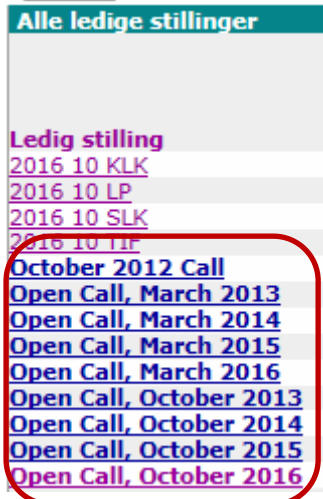 Alle ledige stillinger
Ledig stilling
2016 10 KLK
2016 10 LP
2016 10 SLK
2016 10 TIF
October 2012 Call
Open Call, March 2013
Open Call, March 2014
Open Call, March 2015
Open Call, March 2016
Open Call, October 2013
Open Call, October 2014
Open Call, October 2015
Open Call, October 2016